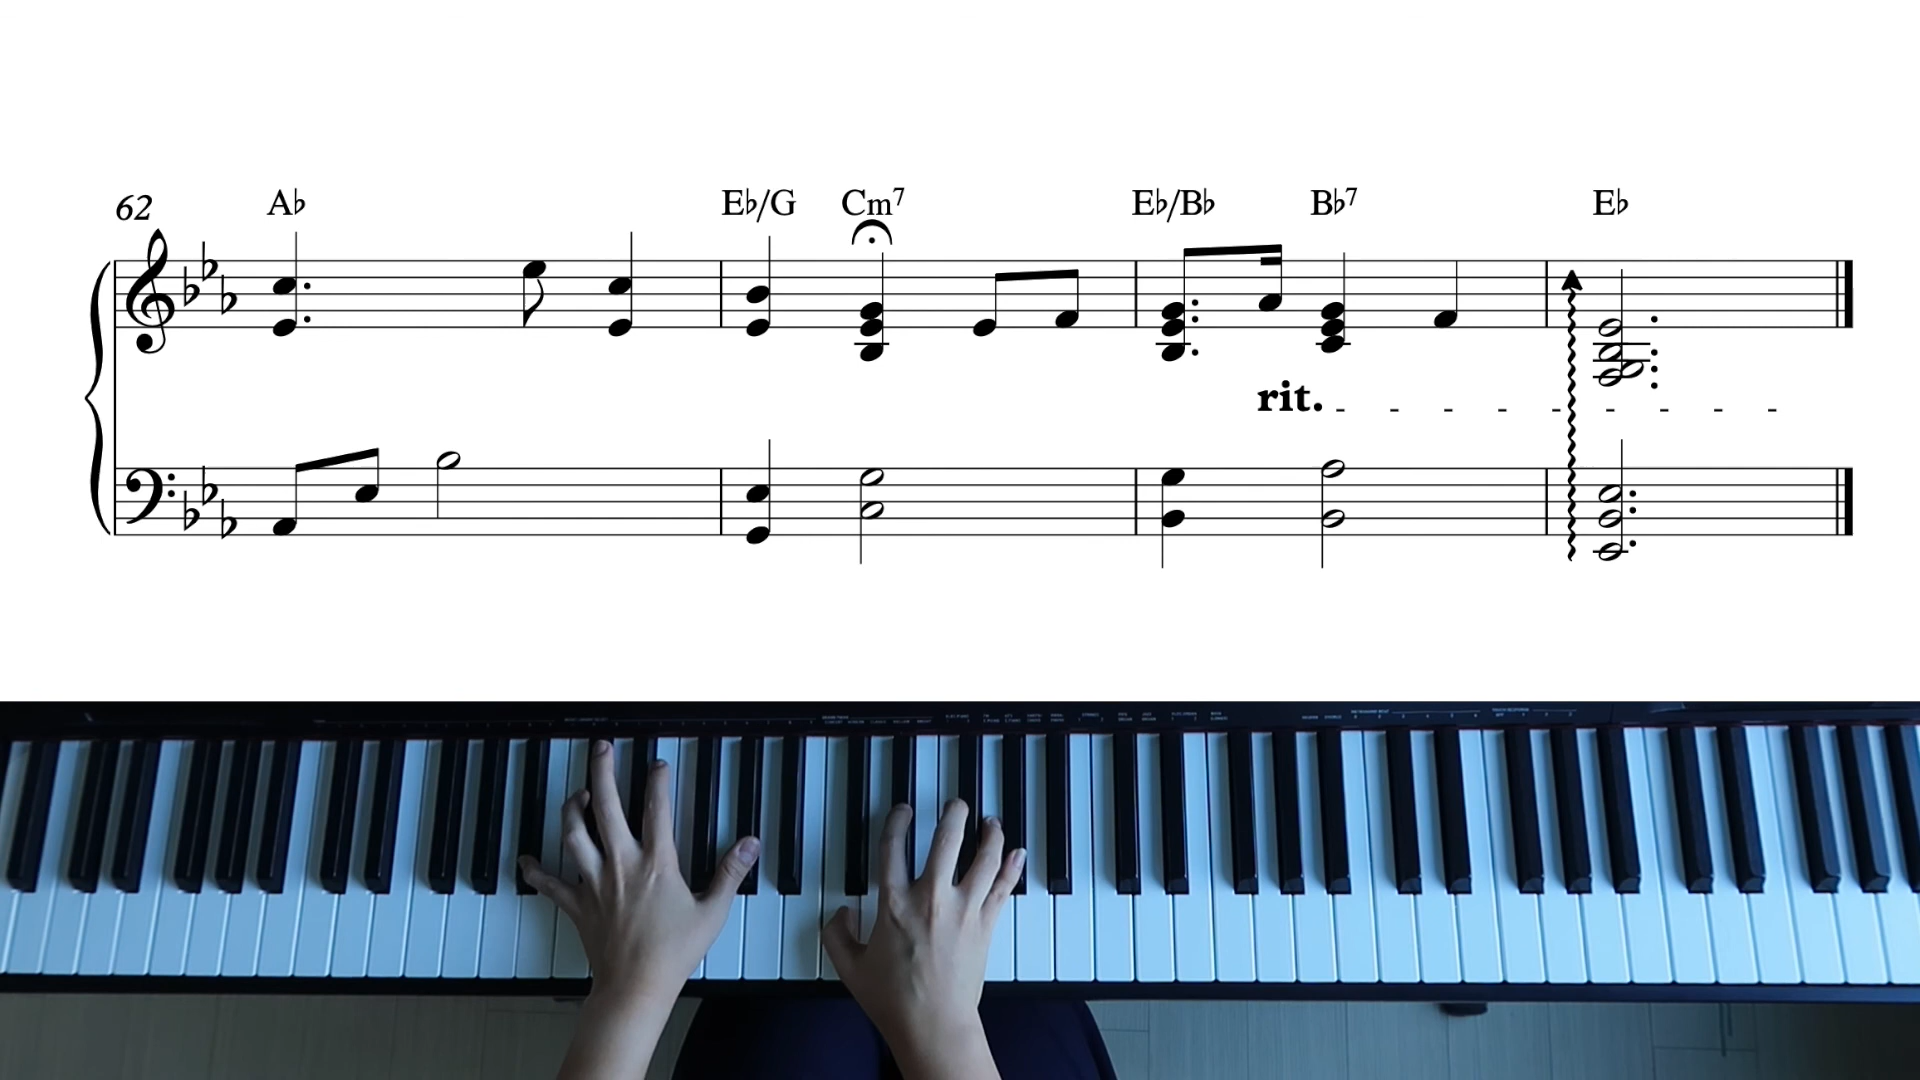 62 A♭ E♭/G Cm7 E♭/B♭ B♭7 E♭
rit.